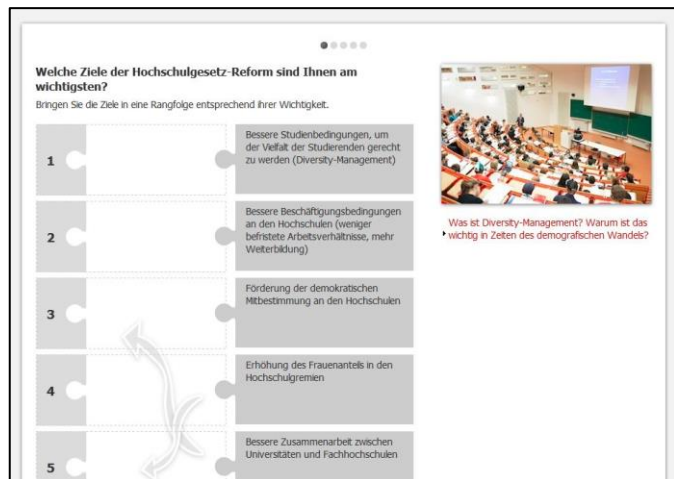 Welche Ziele der Hochschulgesetz-Reform sind Ihnen am
wichtigsten?
Bringen Sie die Ziele in eine Rangfolge entsprechend ihrer Wichtigkeit.
1
Bessere Studienbedingungen, um
der Vielfalt der Studierenden gerecht
zu werden (Diversity-Management)
2
Bessere Beschäftigungsbedingungen
an den Hochschulen (weniger
befristete Arbeitsverhältnisse, mehr
Weiterbildung)
3
Förderung der demokratischen
Mitbestimmung an den Hochschulen
4
Erhöhung des Frauenanteils in den
Hochschulgremien
5
Bessere Zusammenarbeit zwischen
Universitäten und Fachhochschulen
Was ist Diversity-Management? Warum ist das
wichtig in Zeiten des demografischen Wandels?